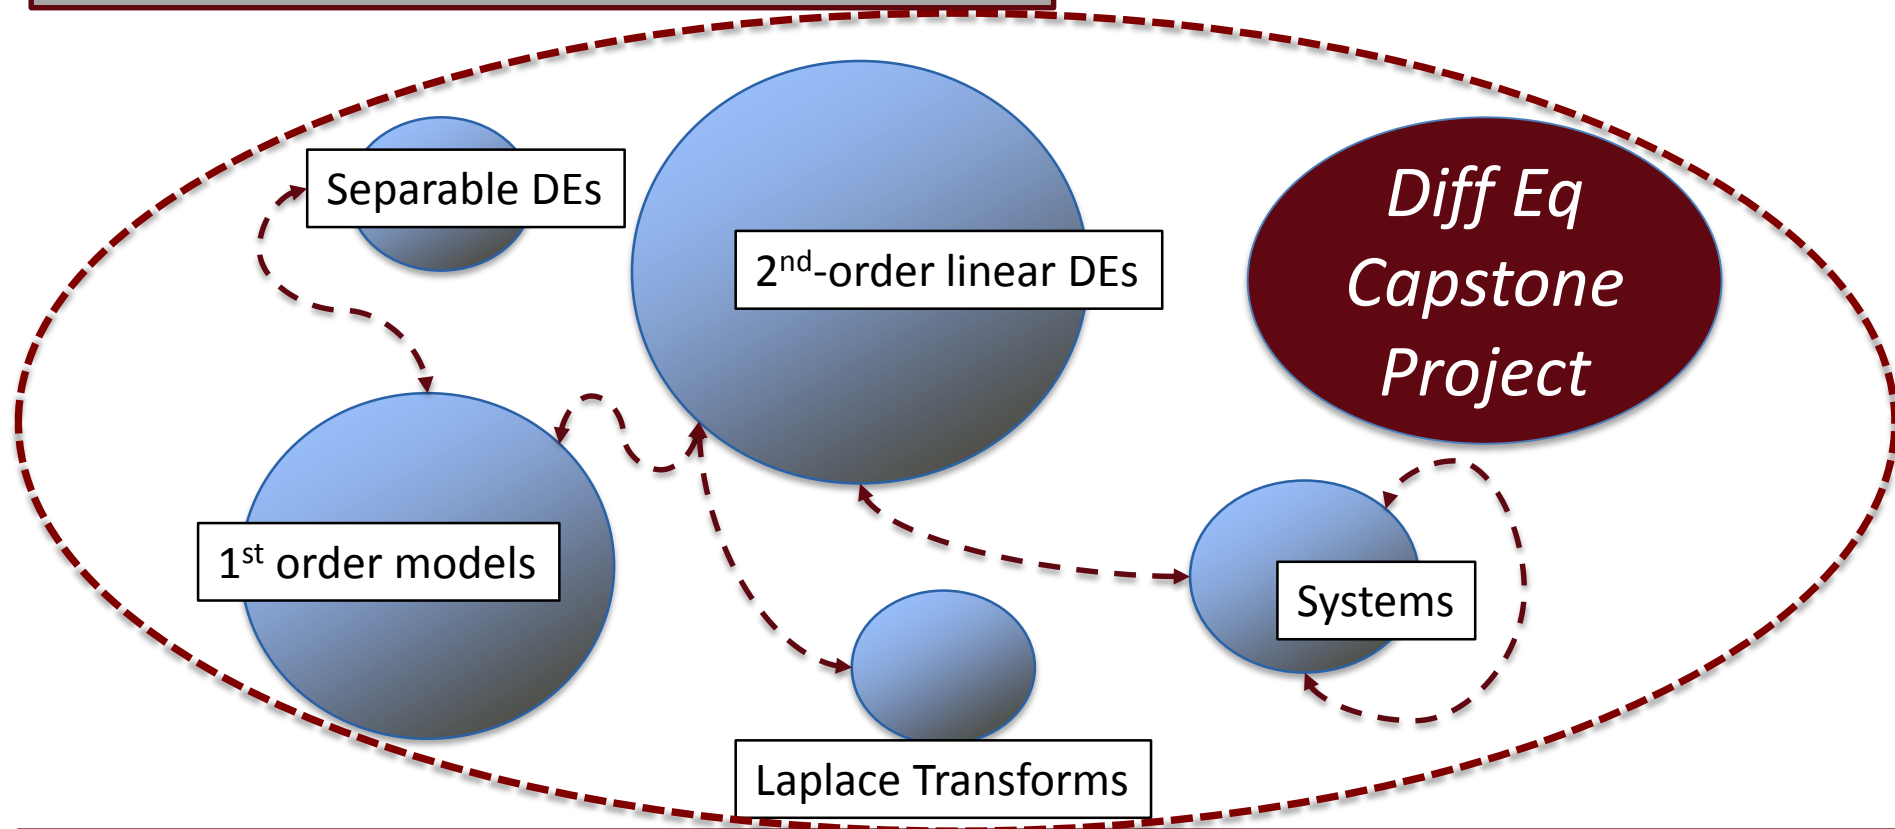 Separable DEs
2nd-order linear DEs
Diff Eq
Capstone
Project
1st order models
Systems
Laplace Transforms